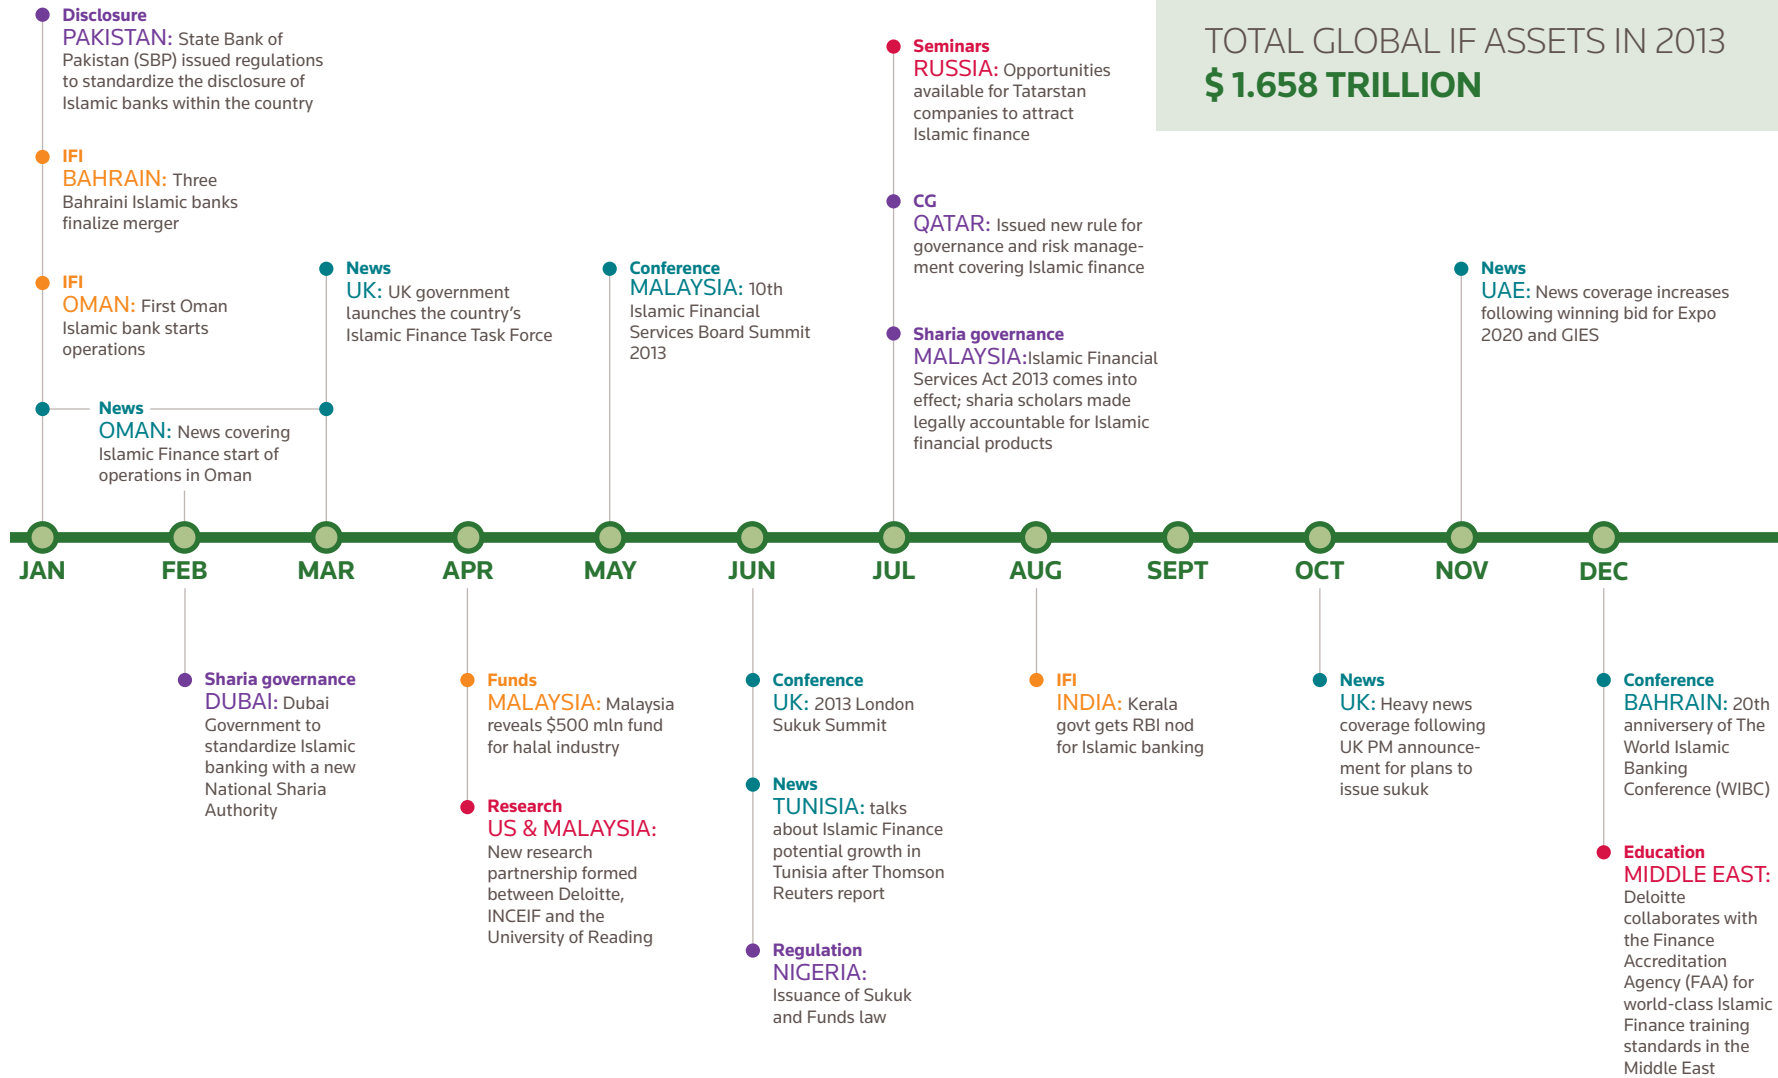 Disclosure
PAKISTAN: State Bank of
Pakistan (SBP) issued regulations
to standardize the disclosure of
Islamic banks within the country
IFI
BAHRAIN: Three
Bahraini Islamic banks
finalize merger
IFI
OMAN: First Oman
Islamic bank starts
operations
News
OMAN: News covering
Islamic Finance start of
operations in Oman
News
UK: UK government
launches the country’s
Islamic Finance Task Force
Conference
MALAYSIA: 10th
Islamic Financial
Services Board Summit
2013
Seminars
RUSSIA: Opportunities
available for Tatarstan
companies to attract
Islamic finance
CG
QATAR: Issued new rule for
governance and risk manage-
ment covering Islamic finance
Sharia governance
MALAYSIA:Islamic Financial
Services Act 2013 comes into
effect; sharia scholars made
legally accountable for Islamic
financial products
TOTAL GLOBAL IF ASSETS IN 2013
$ 1.658 TRILLION
News
UAE: News coverage increases
following winning bid for Expo
2020 and GIES
JAN FEB MAR APR MAY JUN JUL AUG SEPT OCT NOV DEC
Sharia governance
DUBAI: Dubai
Government to
standardize Islamic
banking with a new
National Sharia
Authority
Funds
MALAYSIA: Malaysia
reveals $500 mln fund
for halal industry
Research
US & MALAYSIA:
New research
partnership formed
between Deloitte,
INCEIF and the
University of Reading
Conference
UK: 2013 London
Sukuk Summit
News
TUNISIA: talks
about Islamic Finance
potential growth in
Tunisia after Thomson
Reuters report
Regulation
NIGERIA:
Issuance of Sukuk
and Funds law
IFI
INDIA: Kerala
govt gets RBI nod
for Islamic banking
News
UK: Heavy news
coverage following
UK PM announce-
ment for plans to
issue sukuk
Conference
BAHRAIN: 20th
anniversery of The
World Islamic
Banking
Conference (WIBC)
Education
MIDDLE EAST:
Deloitte
collaborates with
the Finance
Accreditation
Agency (FAA) for
world-class Islamic
Finance training
standards in the
Middle East